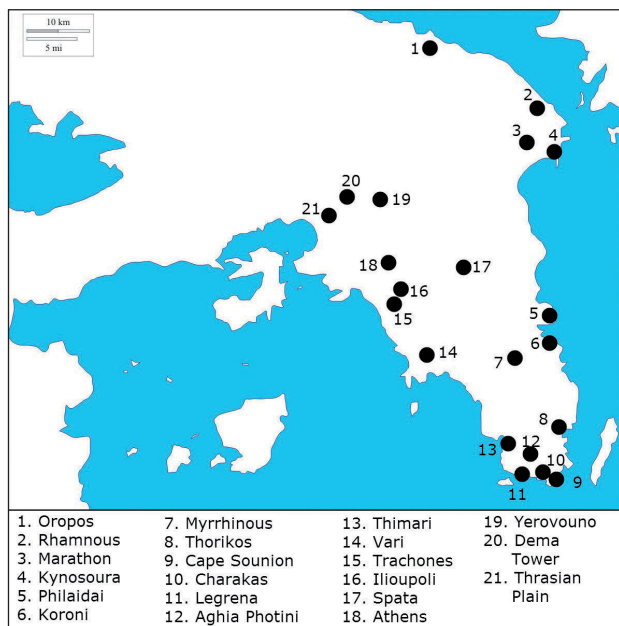 10 km
5 mi
1
2
3
4
20
19
21
18
17
16
15
5
6
14
7
8
12
13
10
11
9
1. Oropos
2. Rhamnous
3. Marathon
4. Kynosoura
5. Philaidai
6. Koroni
7. Myrrhinous
8. Thorikos
9. Cape Sounion
10. Charakas
11. Legrena
12. Aghia Photini
13. Thimari
14. Vari
15. Trachones
16. Ilioupoli
17. Spata
18. Athens
19. Yerovouno
20. Dema
Tower
21. Thrasian
Plain